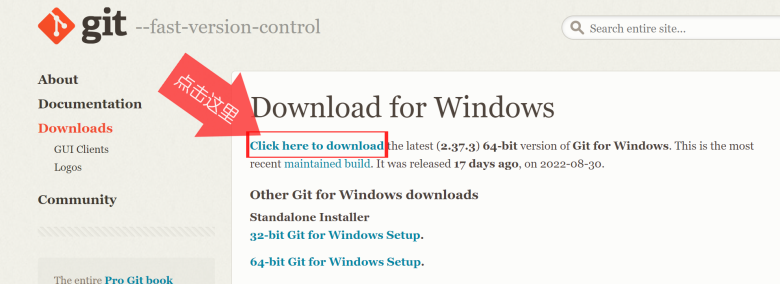 git --fast-version-control
Search entire site...
About
Documentation
Downloads
GUI Clients
Logos
Community
The entire Pro Git book
点击这里
Download for Windows
Click here to download the latest (2.37.3) 64-bit version of Git for Windows. This is the most
recent maintained build. It was released 17 days ago, on 2022-08-30.
Other Git for Windows downloads
Standalone Installer
32-bit Git for Windows Setup.
64-bit Git for Windows Setup.